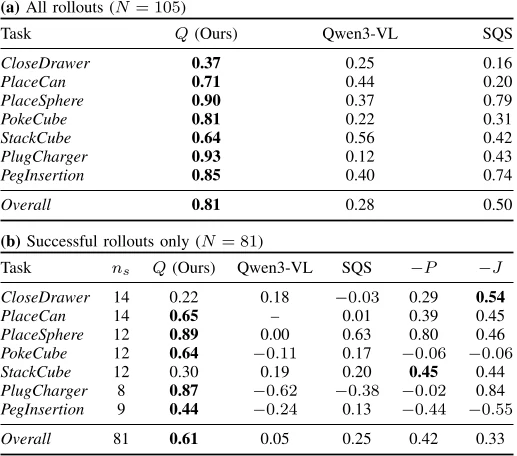 (a) All rollouts (N = 105)
Task Q (Ours) Qwen3-VL SQS
CloseDrawer 0.37 0.25 0.16
PlaceCan 0.71 0.44 0.20
PlaceSphere 0.90 0.37 0.79
PokeCube 0.81 0.22 0.31
StackCube 0.64 0.56 0.42
PlugCharger 0.93 0.12 0.43
PegInsertion 0.85 0.40 0.74
Overall 0.81 0.28 0.50
(b) Successful rollouts only (N = 81)
Task nₛ Q (Ours) Qwen3-VL SQS −P −J
CloseDrawer 14 0.22 0.18 −0.03 0.29 0.54
PlaceCan 14 0.65 – 0.01 0.39 0.45
PlaceSphere 12 0.89 0.00 0.63 0.80 0.46
PokeCube 12 0.64 −0.11 0.17 −0.06 −0.06
StackCube 12 0.30 0.19 0.20 0.45 0.44
PlugCharger 8 0.87 −0.62 −0.38 −0.02 0.84
PegInsertion 9 0.44 −0.24 0.13 −0.44 −0.55
Overall 81 0.61 0.05 0.25 0.42 0.33